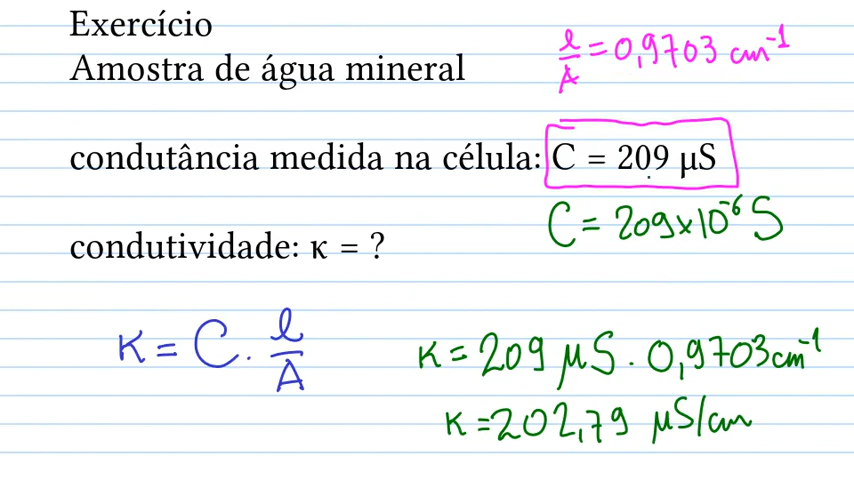 Exercício
l/A = 0,9703 cm⁻¹
Amostra de água mineral
condutância medida na célula: C = 209 µS
C = 209x10⁻⁶ S
condutividade: κ = ?
κ = C . l/A
κ = 209 µS . 0,9703 cm⁻¹
κ = 202,79 µS/cm